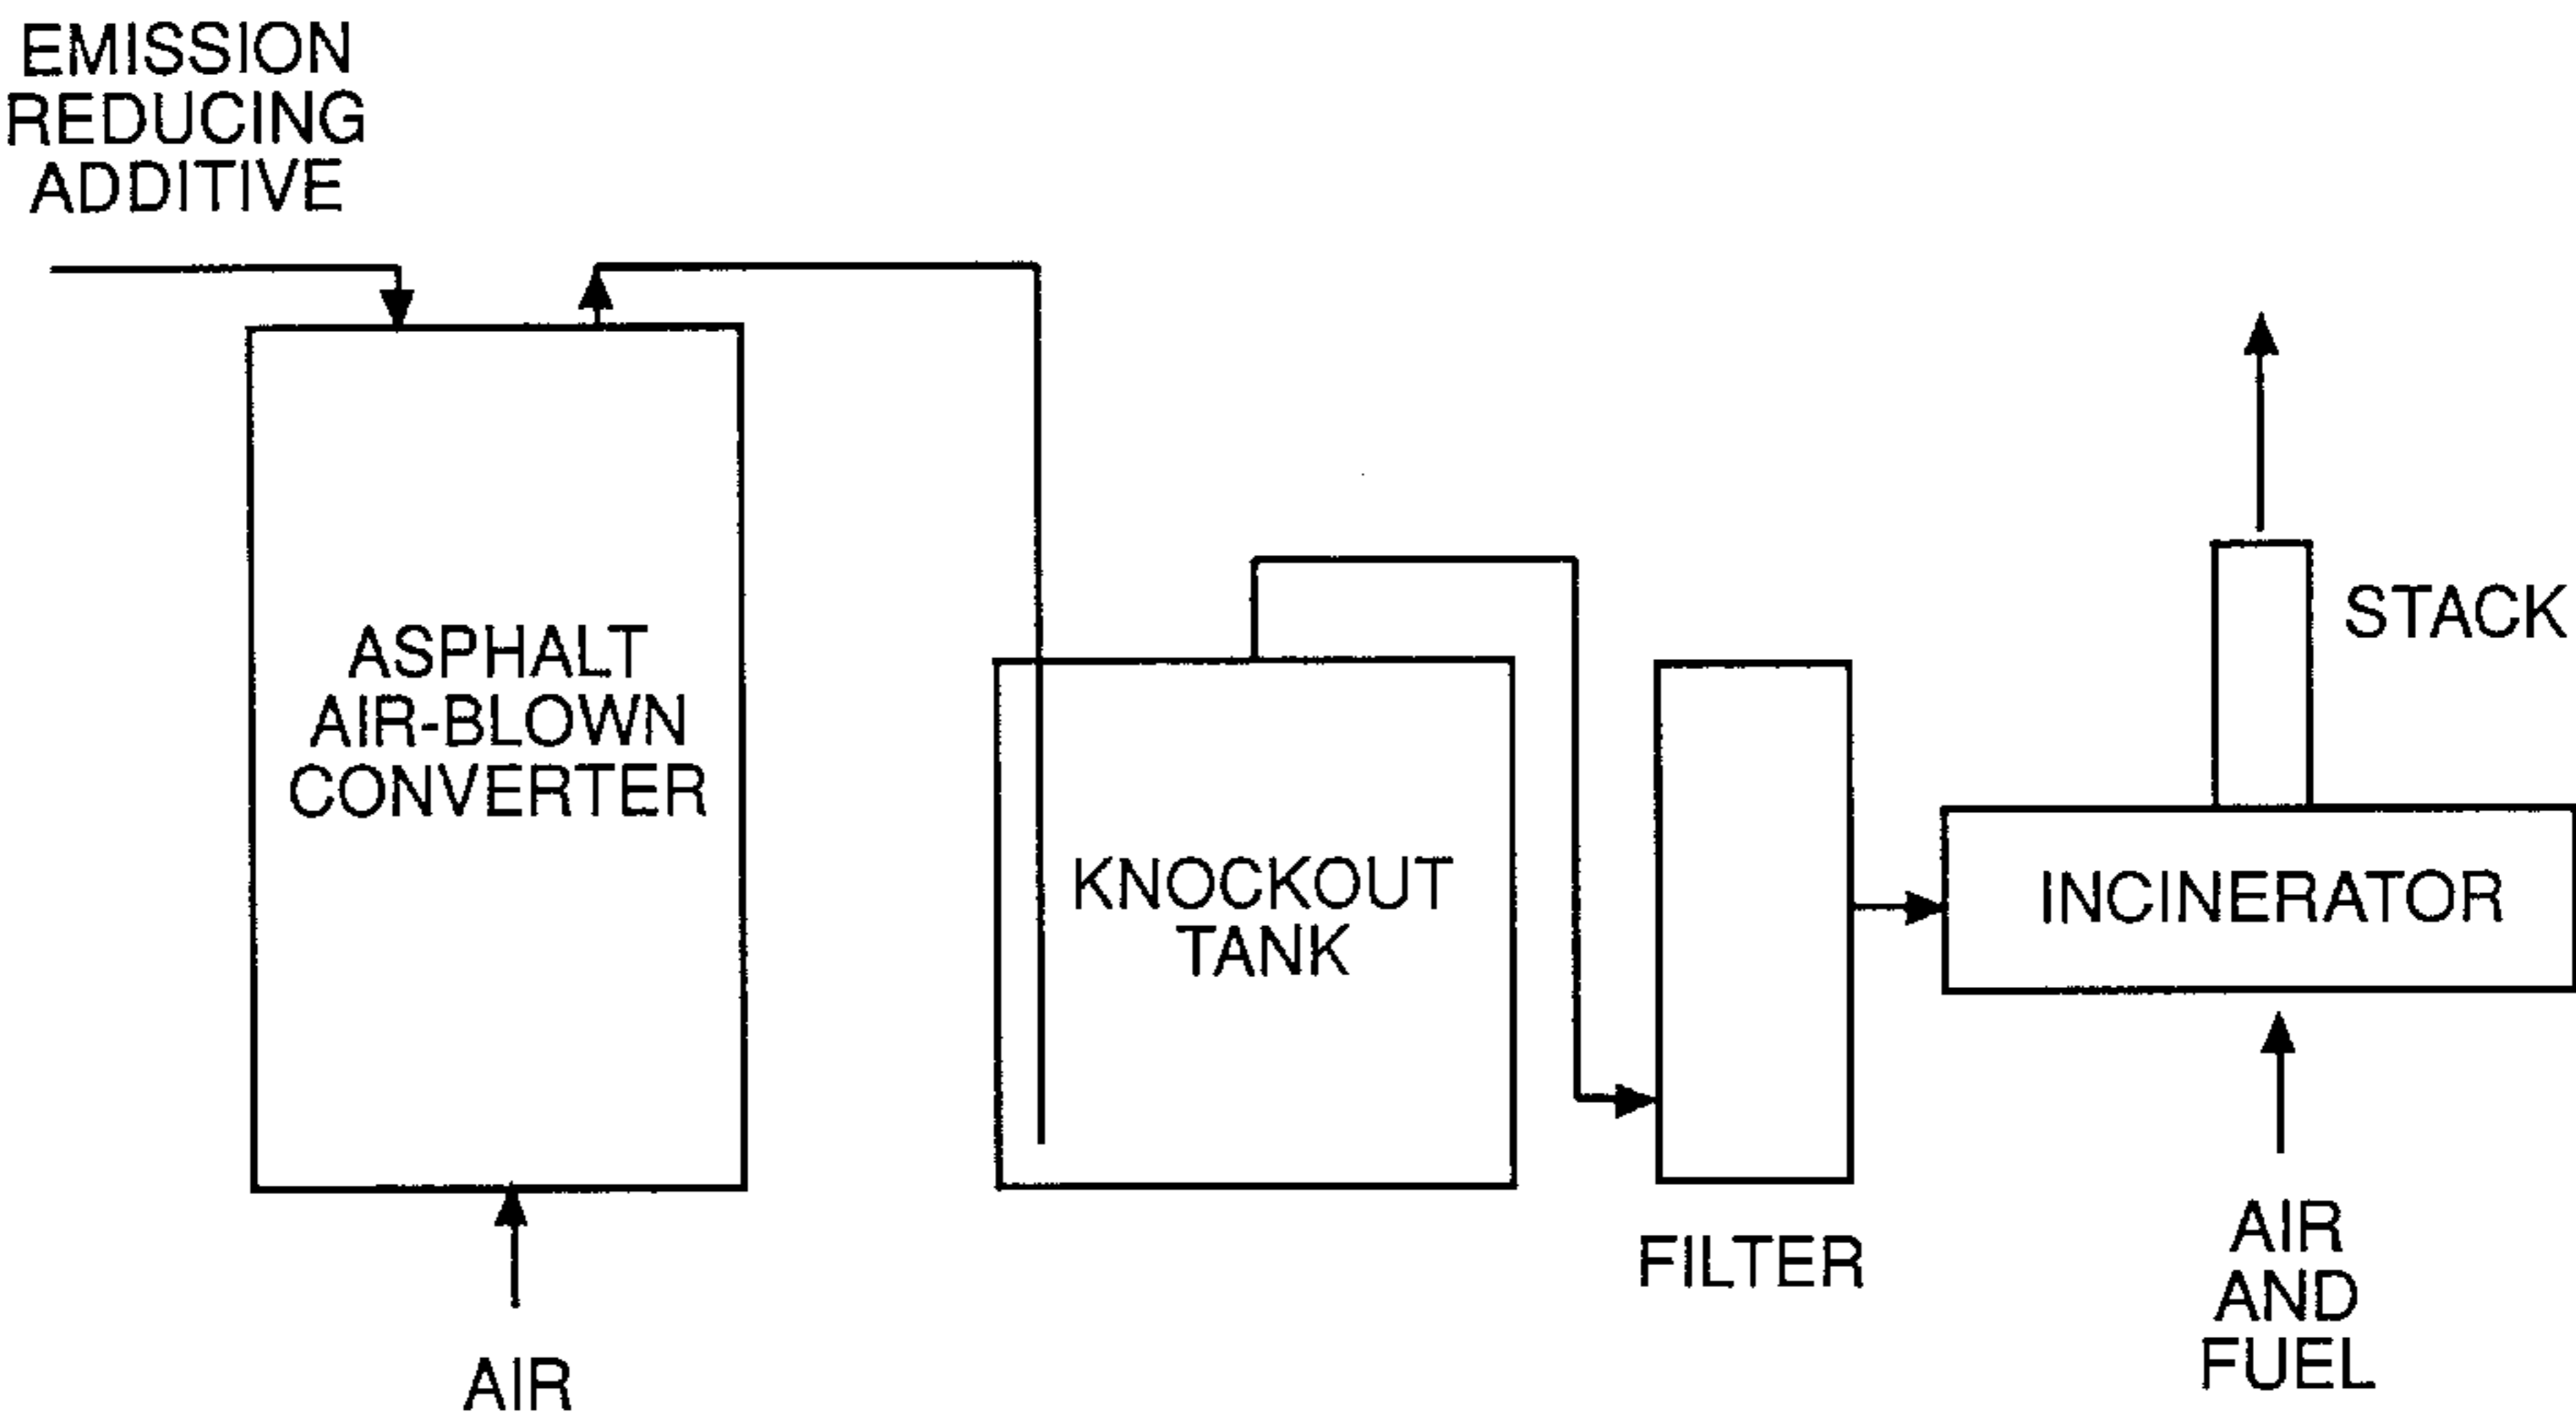 EMISSION
REDUCING
ADDITIVE
ASPHALT
AIR-BLOWN
CONVERTER
AIR
KNOCKOUT
TANK
FILTER
STACK
INCINERATOR
AIR
AND
FUEL